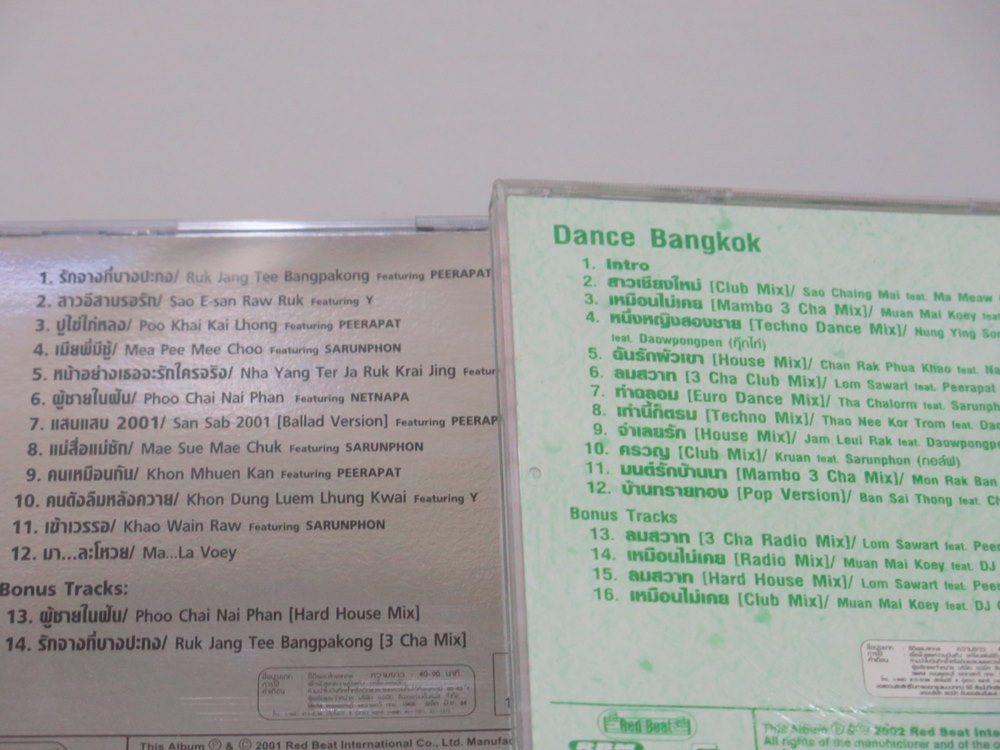 1. รักจางที่บางปะกง/ Ruk Jang Tee Bangpakong Featuring PEERAPAT
2. สาวอีสานรอรัก/ Sao E-san Raw Ruk Featuring Y
3. ปูไข่ไก่หลง/ Poo Khai Kai Lhong Featuring PEERAPAT
4. เมียพี่มีชู้/ Mea Pee Mee Choo Featuring SARUNPHON
5. หน้าอย่างเธอจะรักใครจริง/ Nha Yang Ter Ja Ruk Krai Jing
6. ผู้ชายในฝัน/ Phoo Chai Nai Phan Featuring NETNAPA
7. แสนแสบ 2001/ San Sab 2001 [Ballad Version] Featuring
8. แม่สื่อแม่ชัก/ Mae Sue Mae Chuk Featuring SARUNPHON
9. คนเหมือนกัน/ Khon Mhuen Kan Featuring PEERAPAT
10. คนดังลืมหลังควาย/ Khon Dung Luem Lhung Kwai Featuring Y
11. เข้าเวรรอ/ Khao Wain Raw Featuring SARUNPHON
12. มา...ละโหวย/ Ma...La Voey
Bonus Tracks:
13. ผู้ชายในฝัน/ Phoo Chai Nai Phan [Hard House Mix]
14. รักจางที่บางปะกง/ Ruk Jang Tee Bangpakong [3 Cha Mix]
This Album Ⓟ & © 2001 Red Beat International Co., Ltd.
Dance Bangkok
1. Intro
2. สาวเชียงใหม่ [Club Mix]/ Sao Chaing Mai feat. Ma Meaw
3. เหมือนไม่เคย [Mambo 3 Cha Mix]/ Muan Mai Koey
4. หนึ่งหญิงสองชาย [Techno Dance Mix]/ Nung Ying
feat. Daowpongpen (กุ๊กไก่)
5. ฉันรักผัวเขา [House Mix]/ Chan Rak Phua Khao feat.
6. ลมสวาท [3 Cha Club Mix]/ Lom Sawart feat. Peerapat
7. ทำฉลอม [Euro Dance Mix]/ Tha Chalorm feat.
8. เท่านี้ก็ตรม [Techno Mix]/ Thao Nee Kor Trom feat.
9. จำเลยรัก [House Mix]/ Jam Leui Rak feat.
10. ครวญ [Club Mix]/ Kruan feat. Sarunphon (กอล์ฟ)
11. มนต์รักบ้านนา [Mambo 3 Cha Mix]/ Mon Rak Ban
12. บ้านทรายทอง [Pop Version]/ Ban Sai Thong feat.
Bonus Tracks
13. ลมสวาท [3 Cha Radio Mix]/ Lom Sawart feat.
14. เหมือนไม่เคย [Radio Mix]/ Muan Mai Koey feat. DJ
15. ลมสวาท [Hard House Mix]/ Lom Sawart feat.
16. เหมือนไม่เคย [Club Mix]/ Muan Mai Koey feat. DJ
Red Beat
This Album Ⓟ & © 2002 Red Beat
All rights of the